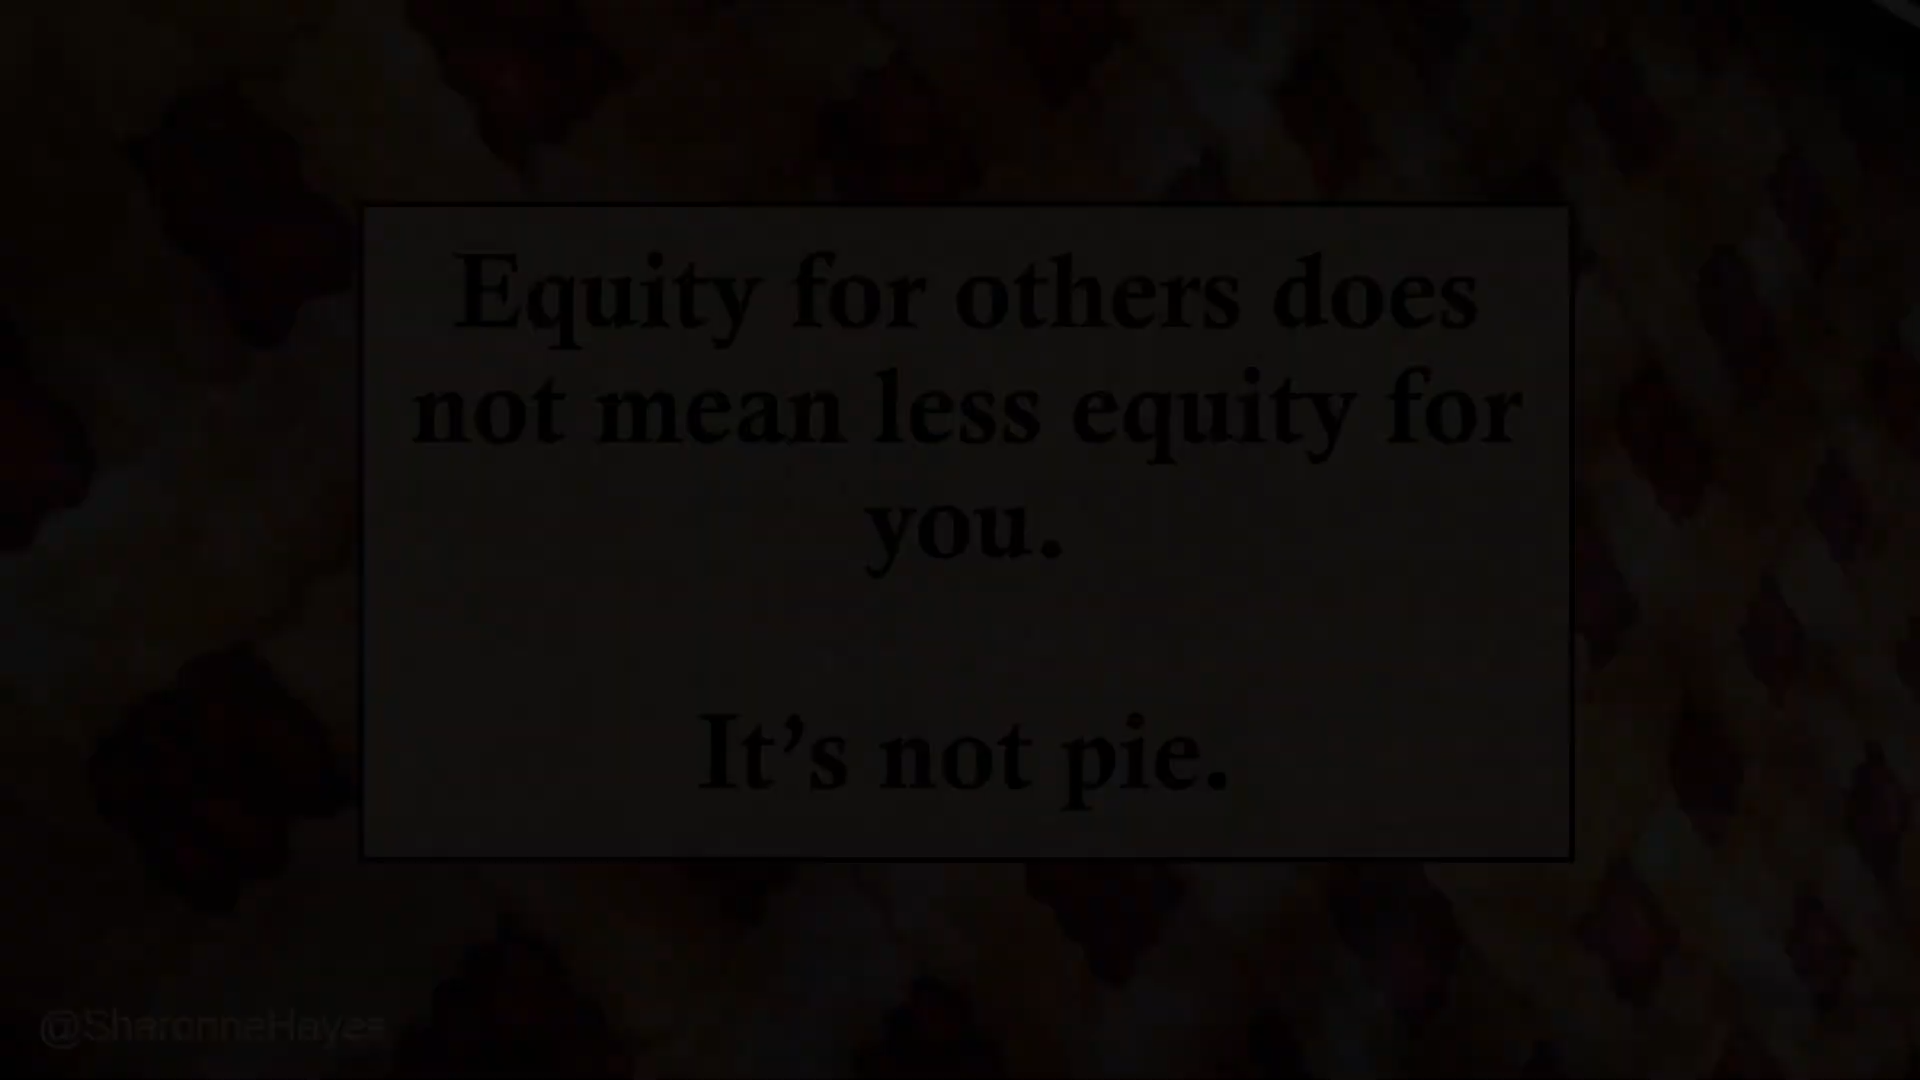 Equity for others does
not mean less equity for
you.
It’s not pie.
@SharonneHayes